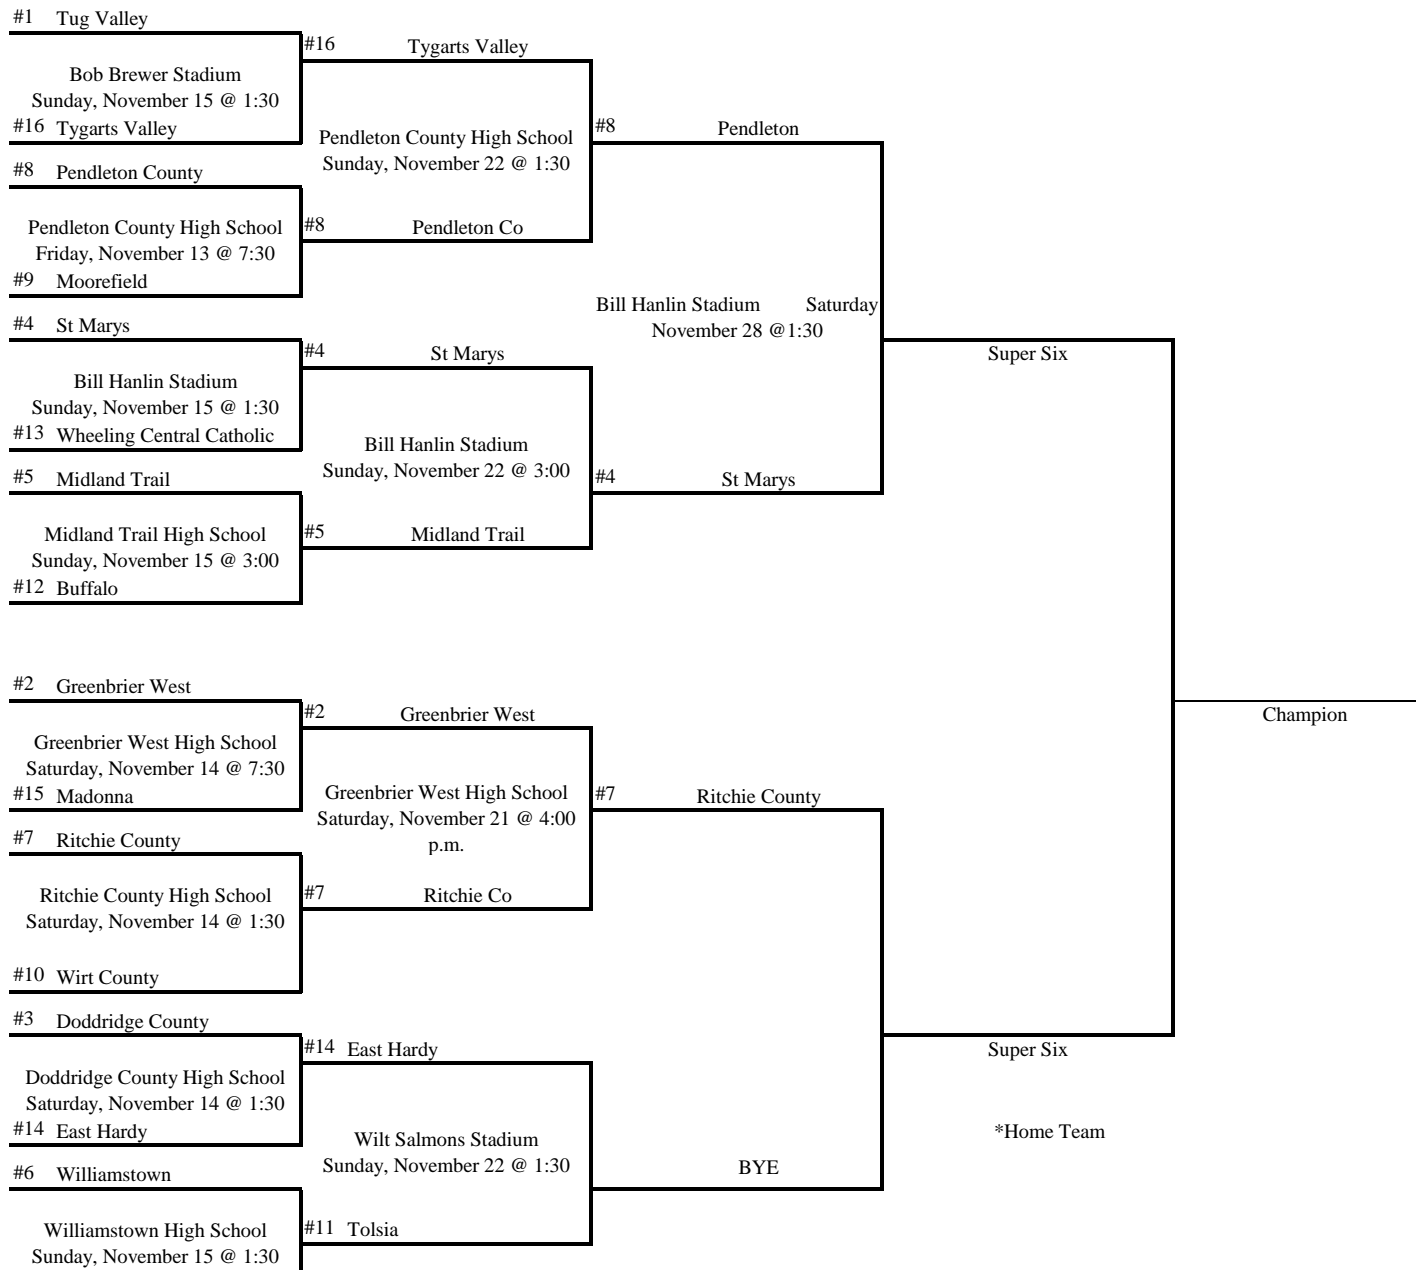 #1 Tug Valley
Bob Brewer Stadium
Sunday, November 15 @ 1:30
#16 Tygarts Valley
#8 Pendleton County
Pendleton County High School
Friday, November 13 @ 7:30
#9 Moorefield
#4 St Marys
Bill Hanlin Stadium
Sunday, November 15 @ 1:30
#13 Wheeling Central Catholic
#5 Midland Trail
Midland Trail High School
Sunday, November 15 @ 3:00
#12 Buffalo
#2 Greenbrier West
Greenbrier West High School
Saturday, November 14 @ 7:30
#15 Madonna
#7 Ritchie County
Ritchie County High School
Saturday, November 14 @ 1:30
#10 Wirt County
#3 Doddridge County
Doddridge County High School
Saturday, November 14 @ 1:30
#14 East Hardy
#6 Williamstown
Williamstown High School
Sunday, November 15 @ 1:30
#16 Tygarts Valley
Pendleton County High School
Sunday, November 22 @ 1:30
#8 Pendleton Co
#4 St Marys
Bill Hanlin Stadium
Sunday, November 22 @ 3:00
#5 Midland Trail
#2 Greenbrier West
Greenbrier West High School
Saturday, November 21 @ 4:00
p.m.
#7 Ritchie Co
#14 East Hardy
Wilt Salmons Stadium
Sunday, November 22 @ 1:30
#11 Tolsia
#8 Pendleton
Bill Hanlin Stadium Saturday
November 28 @1:30
#4 St Marys
#7 Ritchie County
BYE
Super Six
Super Six
*Home Team
Champion